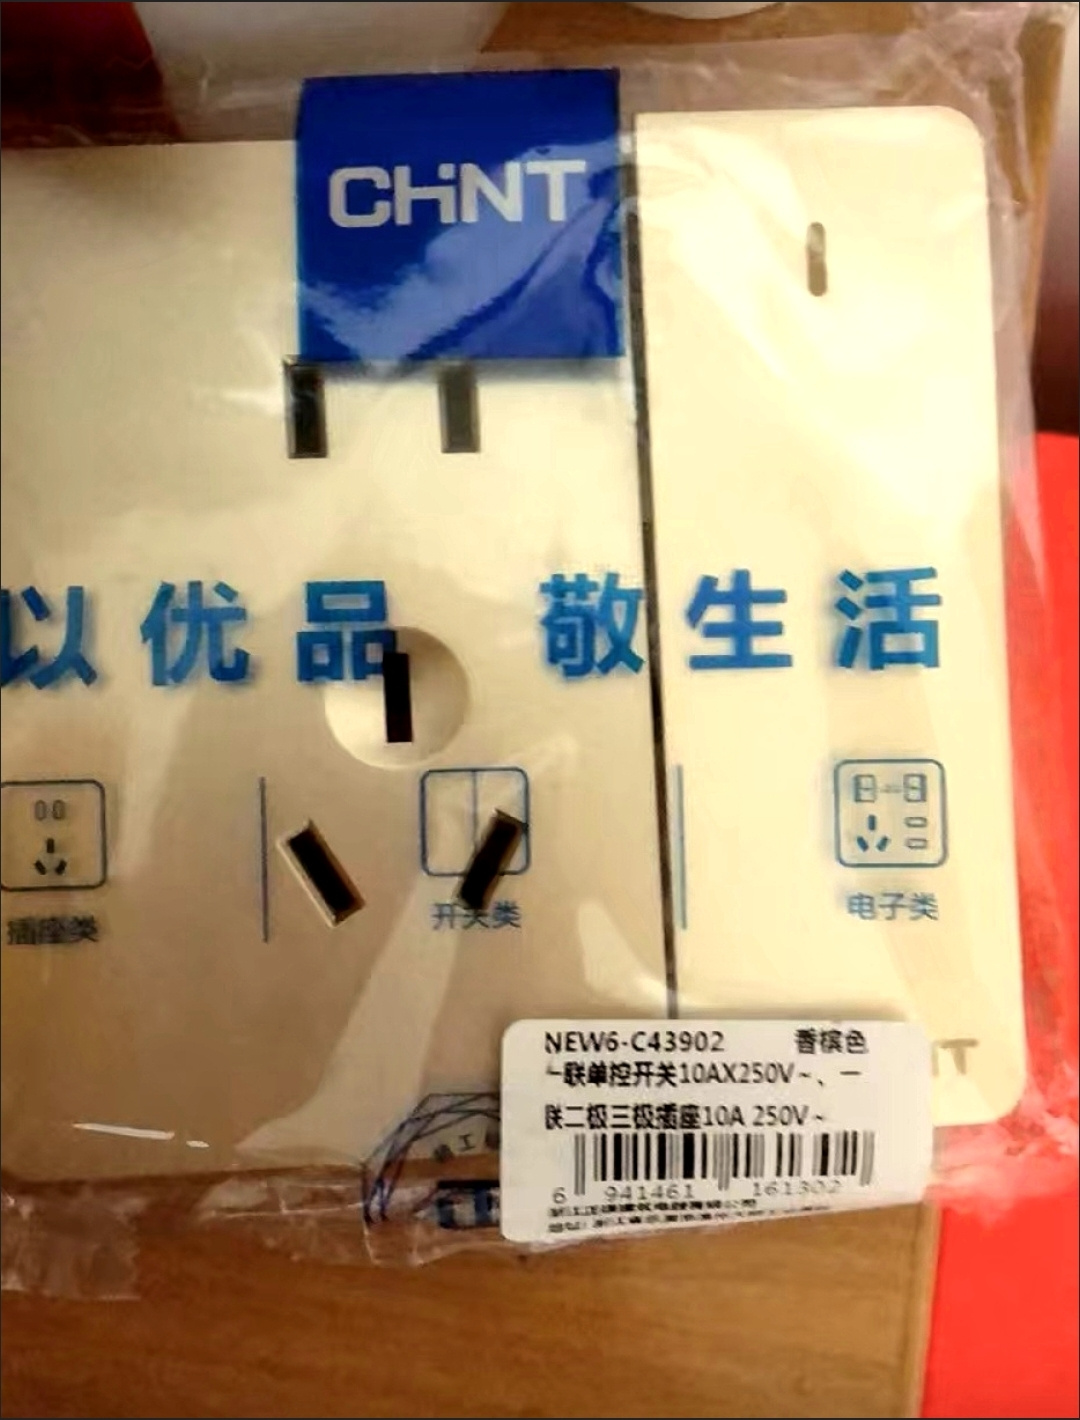 CHNT
以优品 敬生活
插座类
开关类
电子类
NEW6-C43902 香槟色
一联单控开关10AX250V~、一
联二极三极插座10A 250V~
6 941461 161302